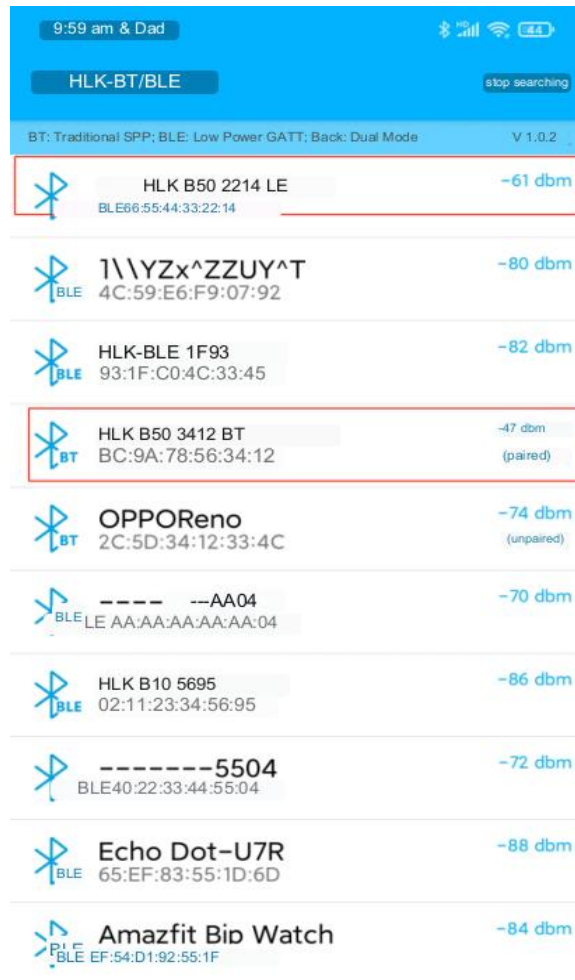 9:59 am & Dad
HD
44
HLK-BT/BLE
stop searching
BT: Traditional SPP; BLE: Low Power GATT; Back: Dual Mode
V 1.0.2
HLK B50 2214 LE
-61 dbm
BLE66:55:44:33:22:14
1\\YZx^ZZUY^T
-80 dbm
BLE
4C:59:E6:F9:07:92
HLK-BLE 1F93
-82 dbm
BLE
93:1F:C0:4C:33:45
HLK B50 3412 BT
-47 dbm
BT
BC:9A:78:56:34:12
(paired)
OPPOReno
-74 dbm
BT
2C:5D:34:12:33:4C
(unpaired)
---- ---AA04
-70 dbm
BLE
LE AA:AA:AA:AA:AA:04
HLK B10 5695
-86 dbm
BLE
02:11:23:34:56:95
-------5504
-72 dbm
BLE40:22:33:44:55:04
Echo Dot-U7R
-88 dbm
BLE
65:EF:83:55:1D:6D
Amazfit Bip Watch
-84 dbm
BLE EF:54:D1:92:55:1F